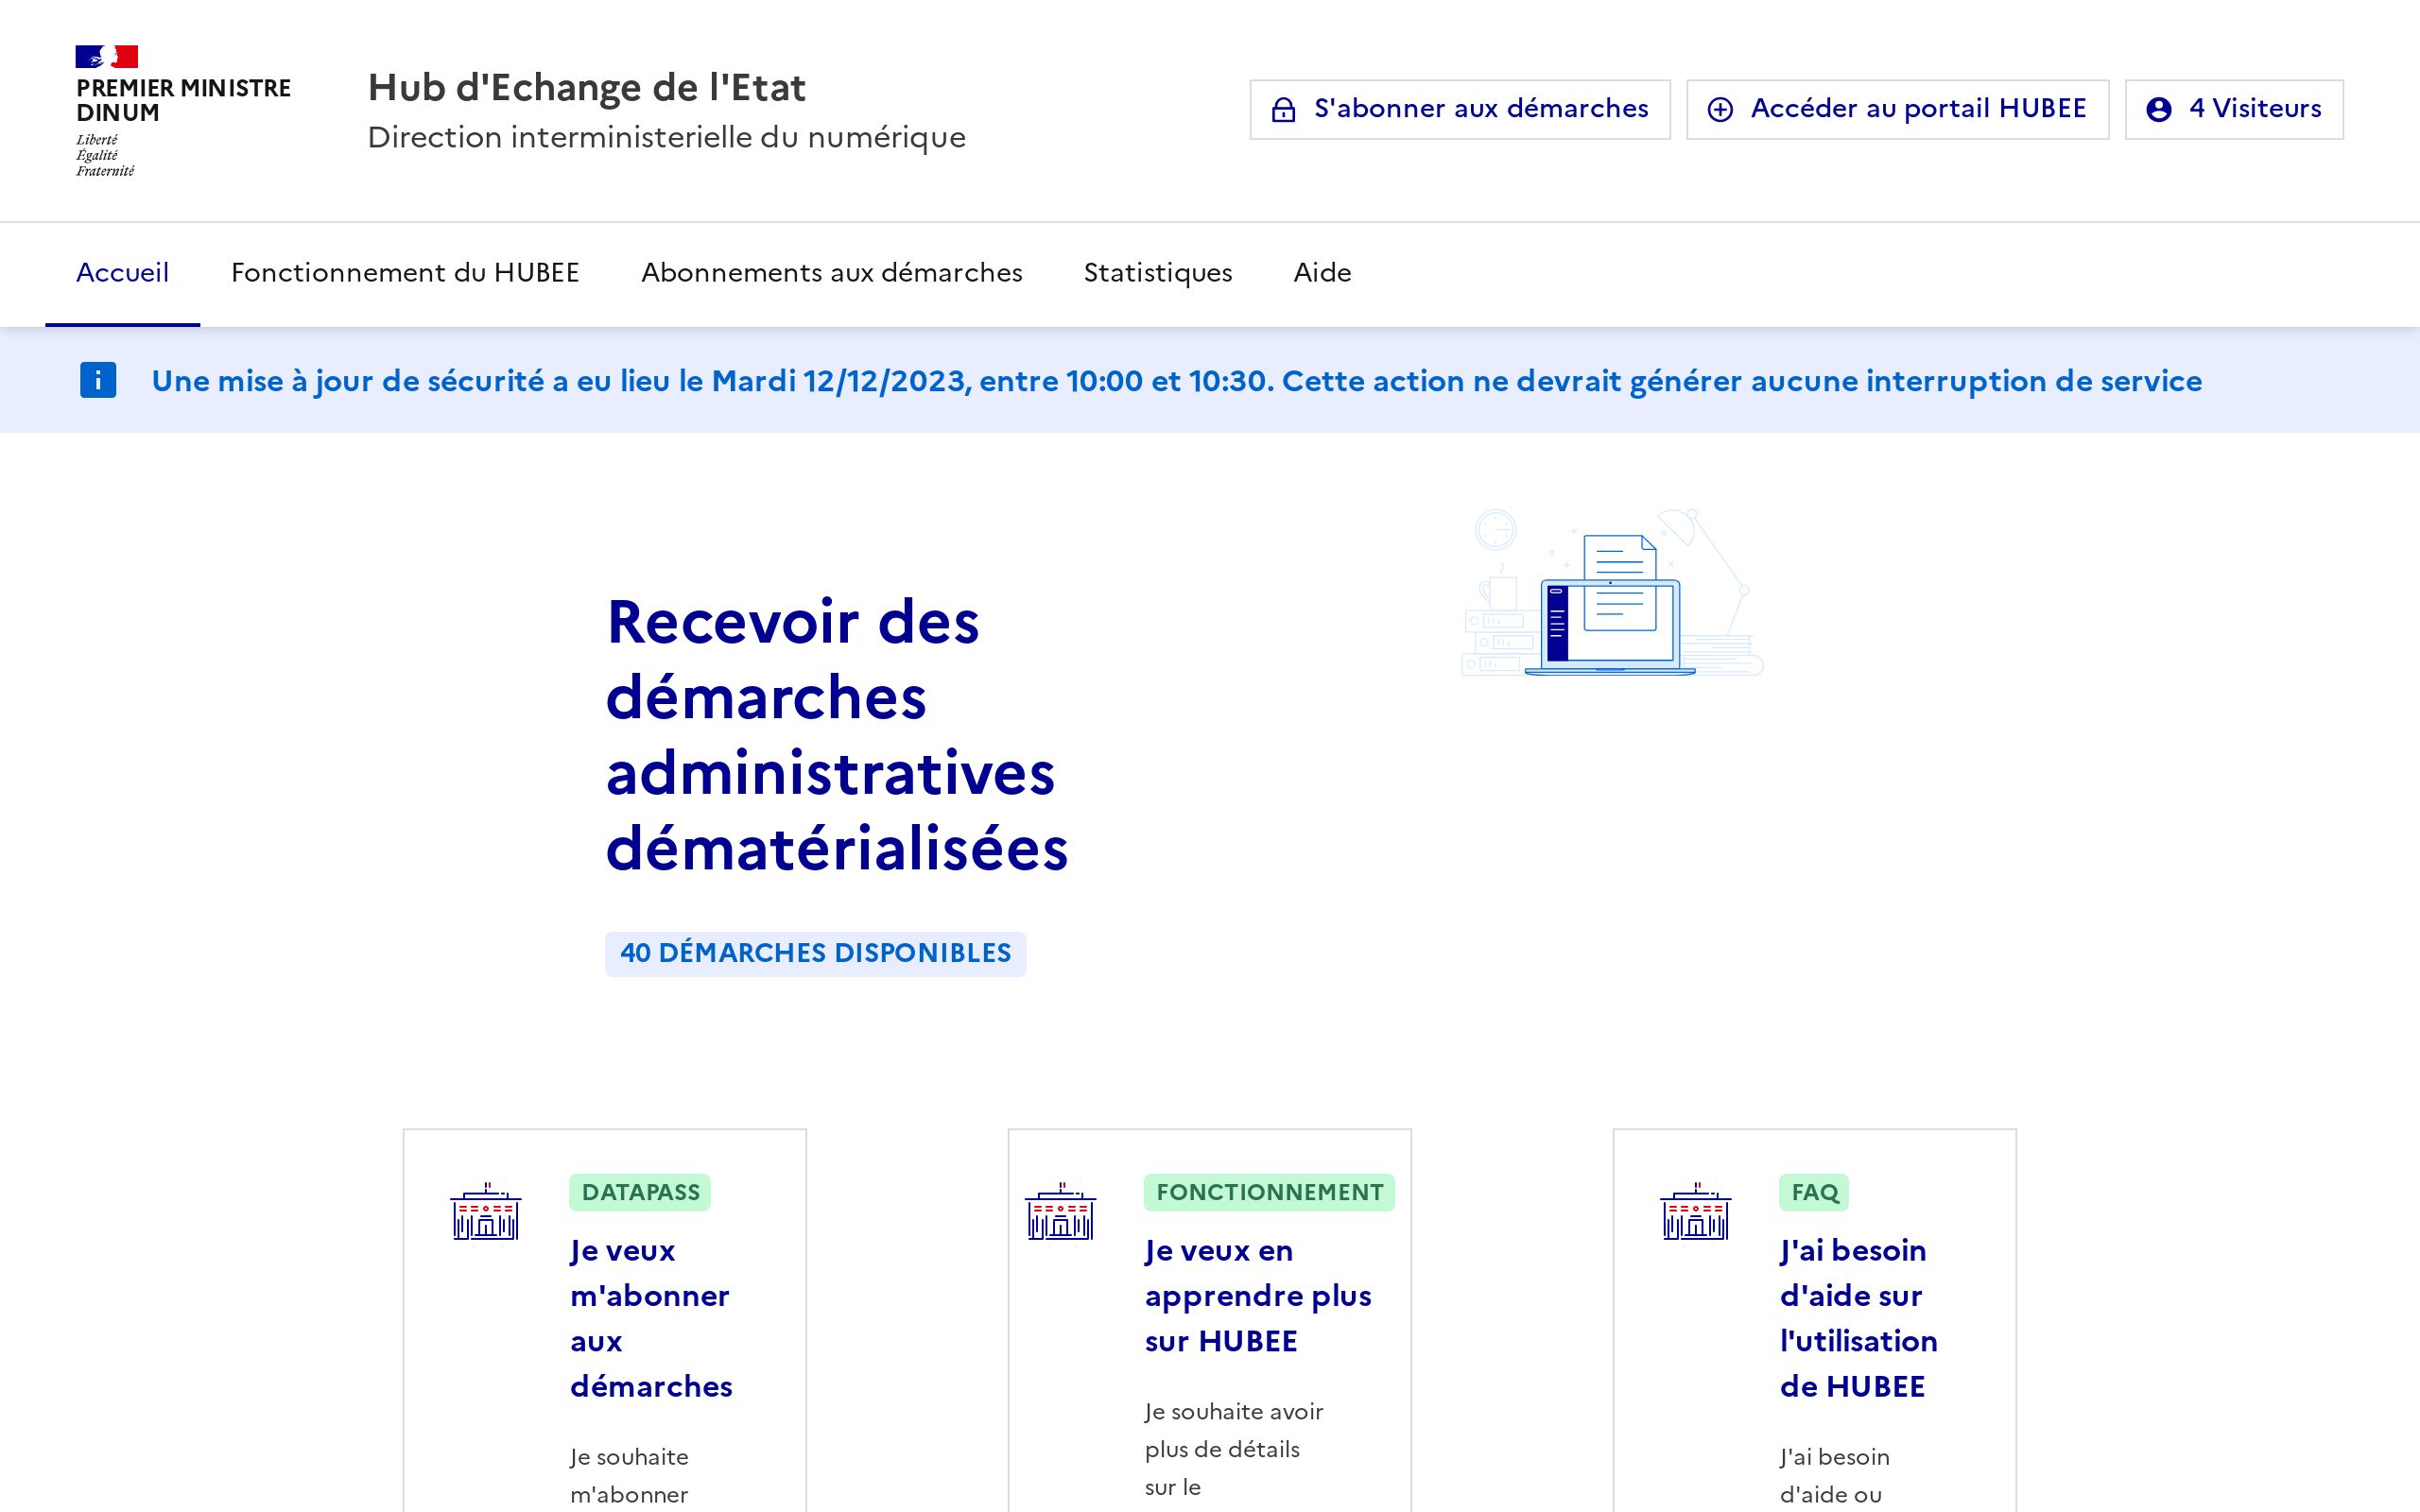 PREMIER MINISTRE
DINUM
Liberté
Égalité
Fraternité
Hub d'Echange de l'Etat
Direction interministerielle du numérique
S'abonner aux démarches
Accéder au portail HUBEE
4 Visiteurs
Accueil
Fonctionnement du HUBEE
Abonnements aux démarches
Statistiques
Aide
Une mise à jour de sécurité a eu lieu le Mardi 12/12/2023, entre 10:00 et 10:30. Cette action ne devrait générer aucune interruption de service
Recevoir des
démarches
administratives
dématérialisées
40 DÉMARCHES DISPONIBLES
DATAPASS
Je veux
m'abonner
aux
démarches
Je souhaite
m'abonner
FONCTIONNEMENT
Je veux en
apprendre plus
sur HUBEE
Je souhaite avoir
plus de détails
sur le
FAQ
J'ai besoin
d'aide sur
l'utilisation
de HUBEE
J'ai besoin
d'aide ou